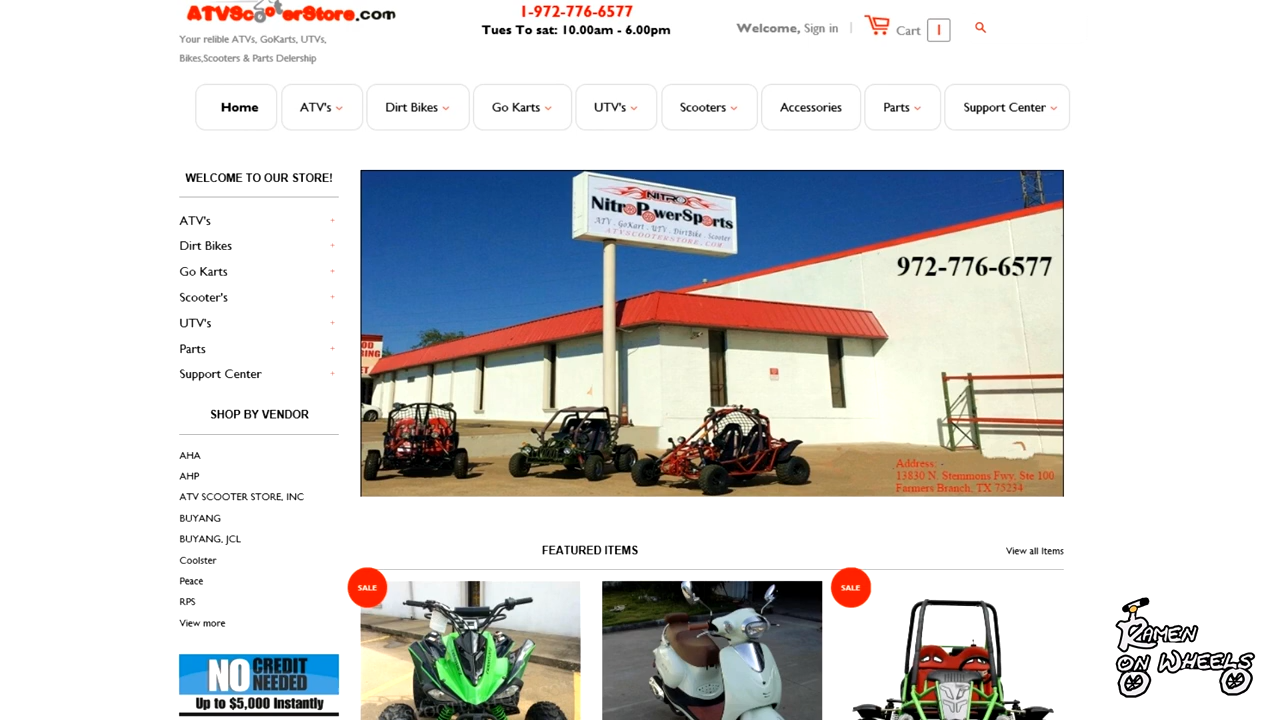 ATVScooterStore.com
Your relible ATVs, GoKarts, UTVs,
Bikes,Scooters & Parts Delership
1-972-776-6577
Tues To sat: 10.00am - 6.00pm
Welcome, Sign in | Cart 1
Home ATV's Dirt Bikes Go Karts UTV's Scooters Accessories Parts Support Center
WELCOME TO OUR STORE!
ATV's +
Dirt Bikes +
Go Karts +
Scooter's +
UTV's +
Parts +
Support Center +
SHOP BY VENDOR
AHA
AHP
ATV SCOOTER STORE, INC
BUYANG
BUYANG, JCL
Coolster
Peace
RPS
View more
NO CREDIT NEEDED
Up to $5,000 Instantly
NITRO
NitroPowerSports
ATV . GoKart . UTV . DirtBike . Scooter
ATVSCOOTERSTORE.COM
972-776-6577
Address: -
13830 N. Stemmons Fwy. Ste 100
Farmers Branch, TX 75234
FEATURED ITEMS
View all Items
SALE
SALE
RAMEN
ON WHEELS